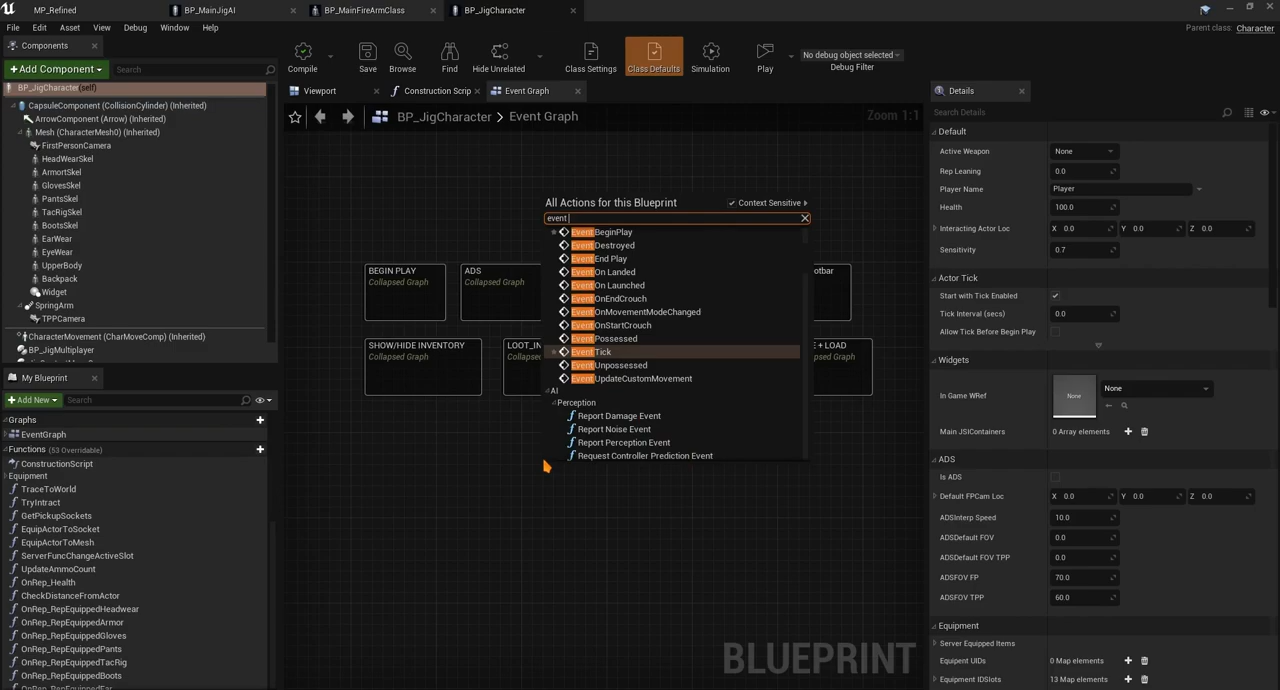 MP_Refined
BP_MainJigAI
BP_MainFireArmClass
BP_JigCharacter
File Edit Asset View Debug Window Help
Parent class: Character
Components
Add Component
Search
Compile
Save
Browse
Find
Hide Unrelated
Class Settings
Class Defaults
Simulation
Play
No debug object selected
Debug Filter
BP_JigCharacter(self)
CapsuleComponent (CollisionCylinder) (Inherited)
ArrowComponent (Arrow) (Inherited)
Mesh (CharacterMesh0) (Inherited)
FirstPersonCamera
HeadWearSkel
ArmortSkel
GlovesSkel
PantsSkel
TacRigSkel
BootsSkel
EarWear
EyeWear
UpperBody
Backpack
Widget
SpringArm
TPPCamera
CharacterMovement (CharMoveComp) (Inherited)
BP_JigMultiplayer
My Blueprint
Add New
Search
Graphs
EventGraph
Functions (53 Overridable)
ConstructionScript
Equipment
TraceToWorld
TryIntract
GetPickupSockets
EquipActorToSocket
EquipActorToMesh
ServerFuncChangeActiveSlot
UpdateAmmoCount
OnRep_Health
CheckDistanceFromActor
OnRep_RepEquippedHeadwear
OnRep_RepEquippedArmor
OnRep_RepEquippedGloves
OnRep_RepEquippedPants
OnRep_RepEquippedTacRig
OnRep_RepEquippedBoots
OnRep_RepEquippedEar
Viewport
Construction Scrip
Event Graph
BP_JigCharacter > Event Graph
Zoom 1:1
BEGIN PLAY
Collapsed Graph
ADS
Collapsed Graph
otbar
aph
SHOW/HIDE INVENTORY
Collapsed Graph
LOOT_IN
Collapse
E + LOAD
pse Graph
All Actions for this Blueprint
Context Sensitive
event
Event BeginPlay
Event Destroyed
Event End Play
Event On Landed
Event On Launched
Event OnEndCrouch
Event OnMovementModeChanged
Event OnStartCrouch
Event Possessed
Event Tick
Event Unpossessed
Event UpdateCustomMovement
AI
Perception
Report Damage Event
Report Noise Event
Report Perception Event
Request Controller Prediction Event
BLUEPRINT
Details
Search Details
Default
Active Weapon None
Rep Leaning 0.0
Player Name Player
Health 100.0
Interacting Actor Loc X 0.0 Y 0.0 Z 0.0
Sensitivity 0.7
Actor Tick
Start with Tick Enabled
Tick Interval (secs) 0.0
Allow Tick Before Begin Play
Widgets
In Game WRef None None
Main JSIContainers 0 Array elements
ADS
Is ADS
Default FPCam Loc X 0.0 Y 0.0 Z 0.0
ADSInterp Speed 10.0
ADSDefault FOV 0.0
ADSDefault FOV TPP 0.0
ADSFOV FP 70.0
ADSFOV TPP 60.0
Equipment
Server Equipped Items
Equipent UIDs 0 Map elements
Equipment IDSlots 13 Map elements